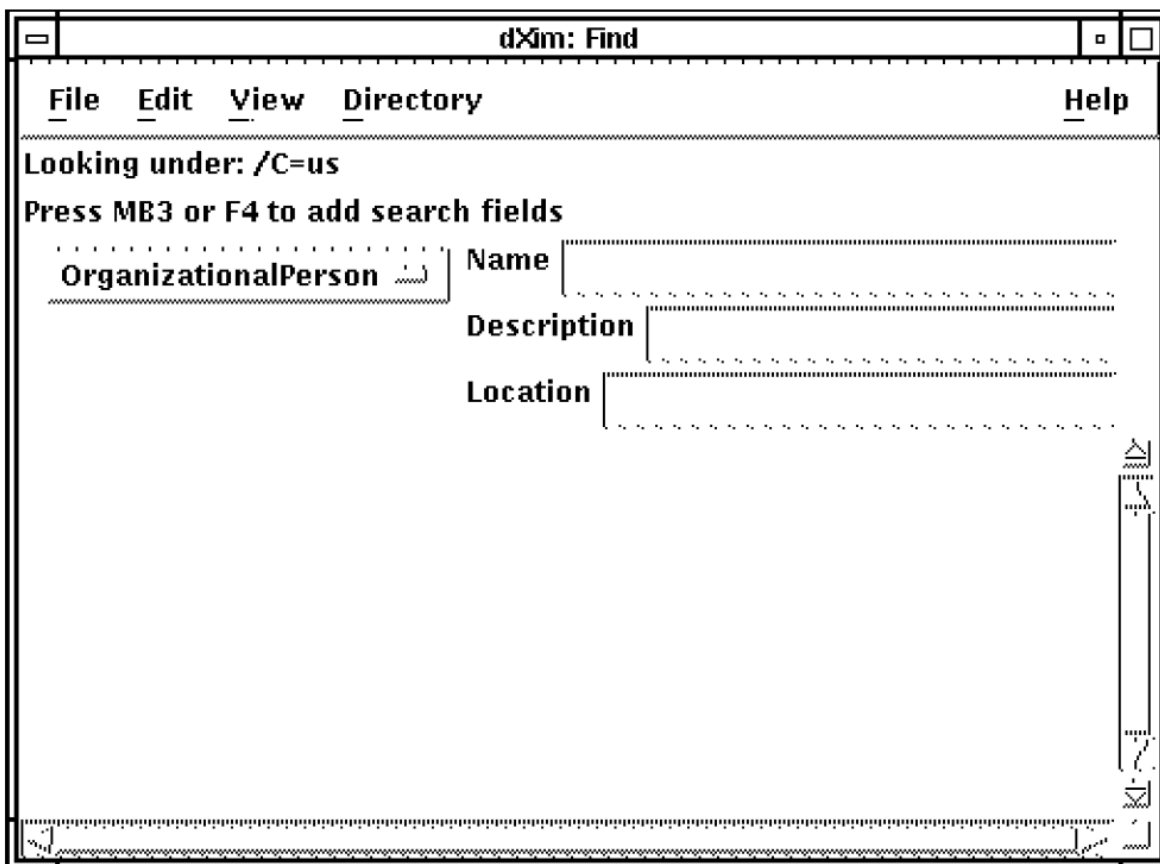 dXim: Find
File Edit View Directory Help
Looking under: /C=us
Press MB3 or F4 to add search fields
OrganizationalPerson Name
Description
Location